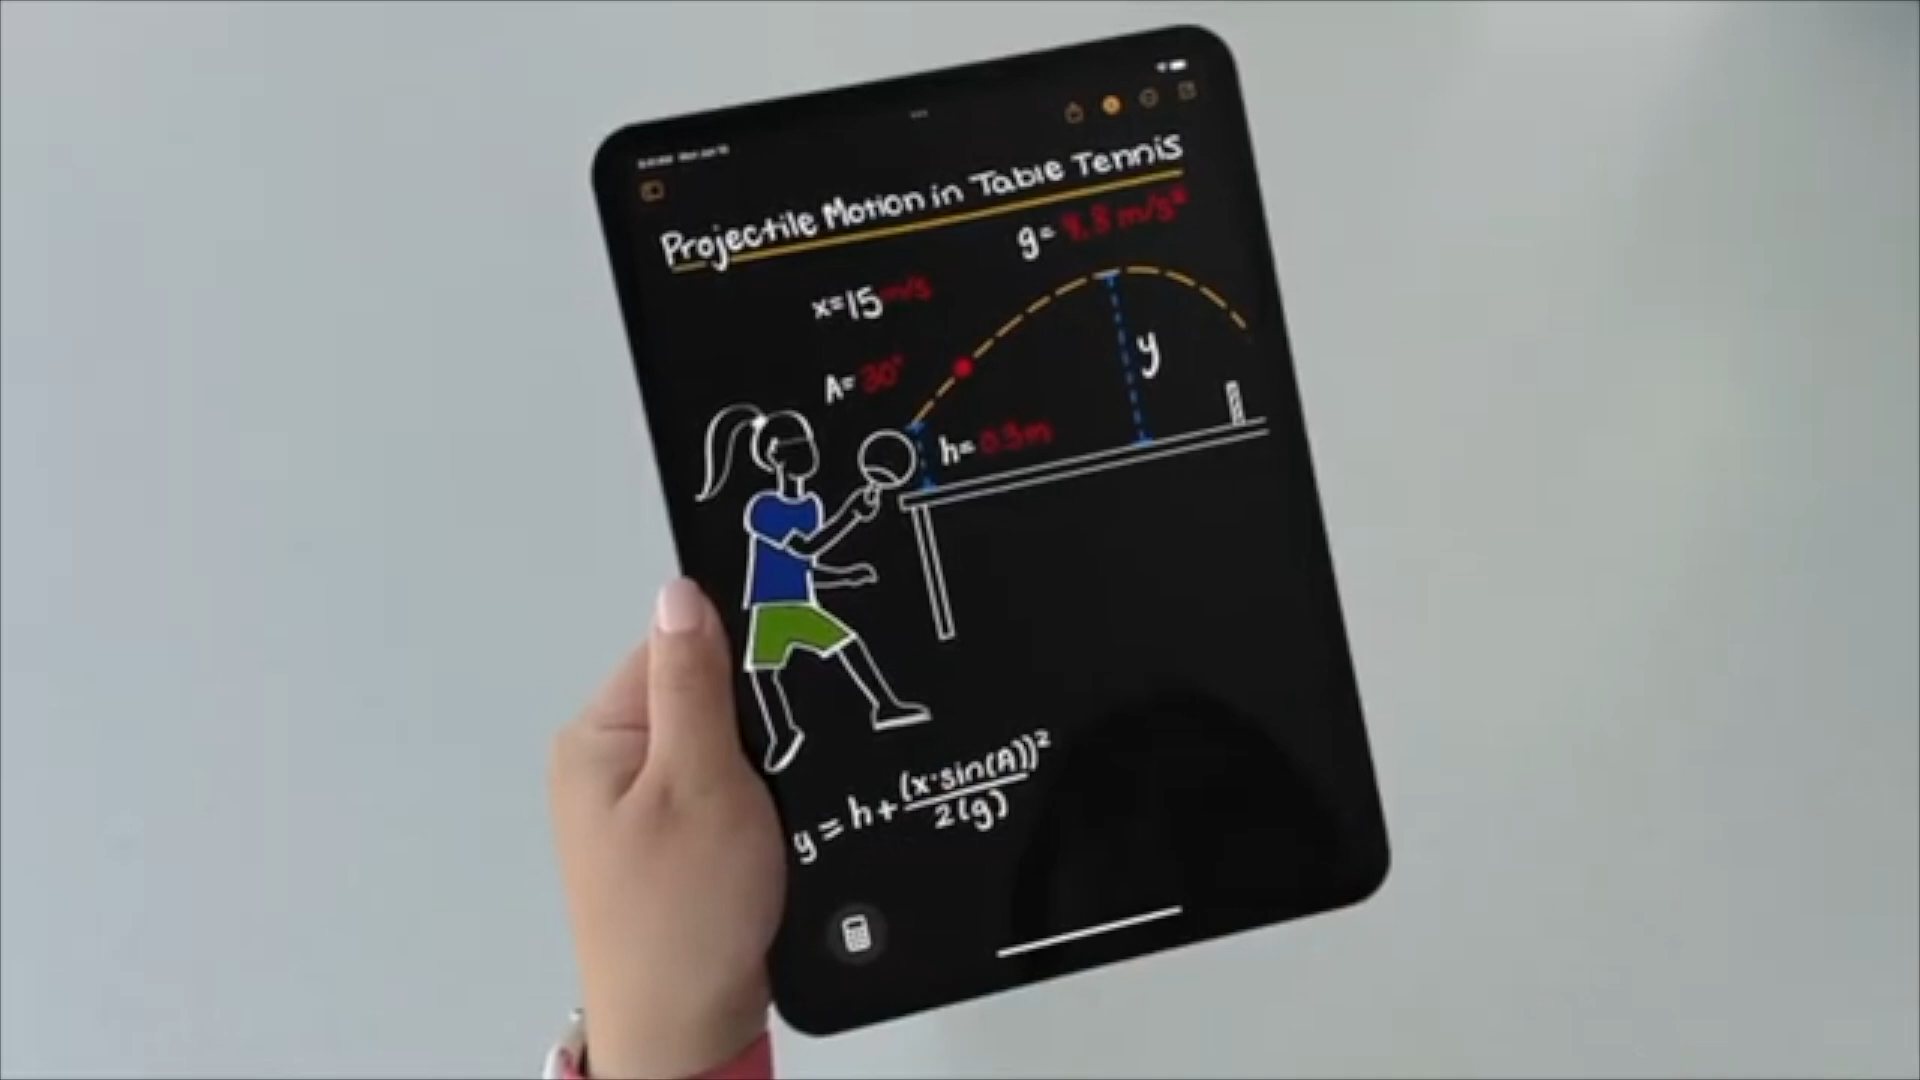 Projectile Motion in Table Tennis
g= 9.8 m/s²
x=15 m/s
A= 30°
y
h= 0.3m
y = h + (x·sin(A))² / 2(g)